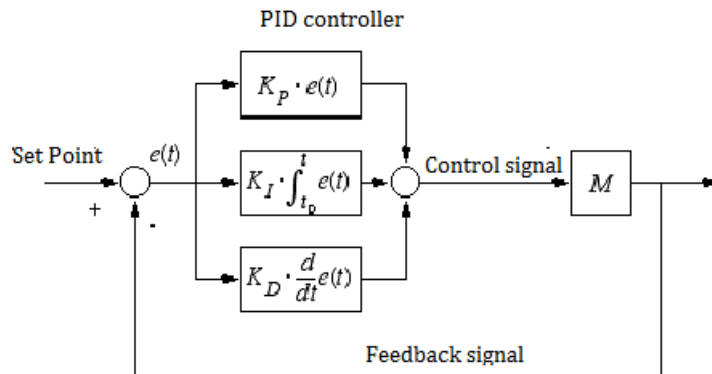 PID controller
K_P · e(t)
Set Point
e(t)
K_I · ∫_{t_0}^{t} e(t)
Control signal
M
+
-
K_D · d/dt e(t)
Feedback signal